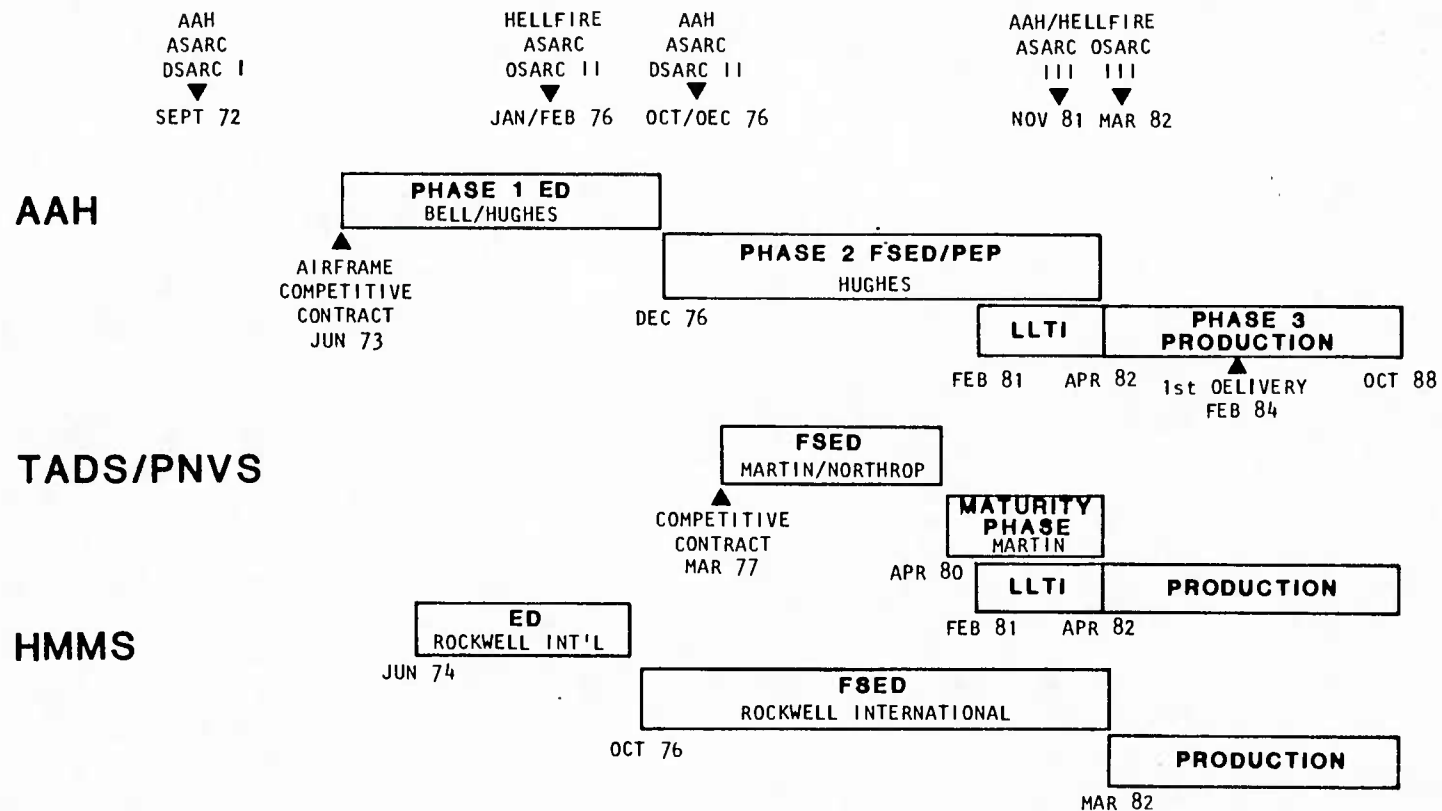 AAH
ASARC
DSARC I
SEPT 72
HELLFIRE
ASARC
OSARC II
JAN/FEB 76
AAH
ASARC
DSARC II
OCT/OEC 76
AAH/HELLFIRE
ASARC OSARC
III III
NOV 81 MAR 82
AAH
PHASE 1 ED
BELL/HUGHES
AIRFRAME
COMPETITIVE
CONTRACT
JUN 73
PHASE 2 FSED/PEP
HUGHES
DEC 76
LLTI
PHASE 3
PRODUCTION
FEB 81 APR 82
1st OELIVERY
FEB 84
OCT 88
TADS/PNVS
FSED
MARTIN/NORTHROP
COMPETITIVE
CONTRACT
MAR 77
MATURITY
PHASE
MARTIN
APR 80
LLTI
PRODUCTION
FEB 81 APR 82
HMMS
ED
ROCKWELL INT'L
JUN 74
FSED
ROCKWELL INTERNATIONAL
OCT 76
PRODUCTION
MAR 82